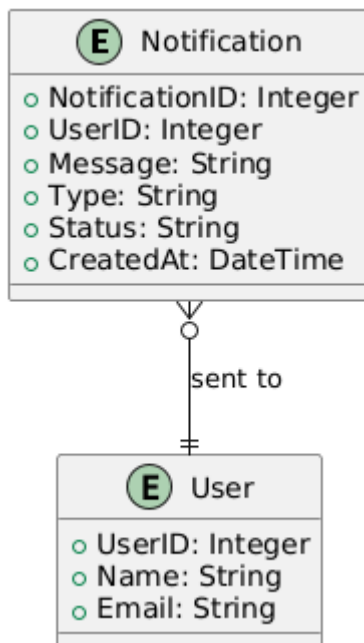 E Notification
NotificationID: Integer
UserID: Integer
Message: String
Type: String
Status: String
CreatedAt: DateTime
sent to
E User
UserID: Integer
Name: String
Email: String